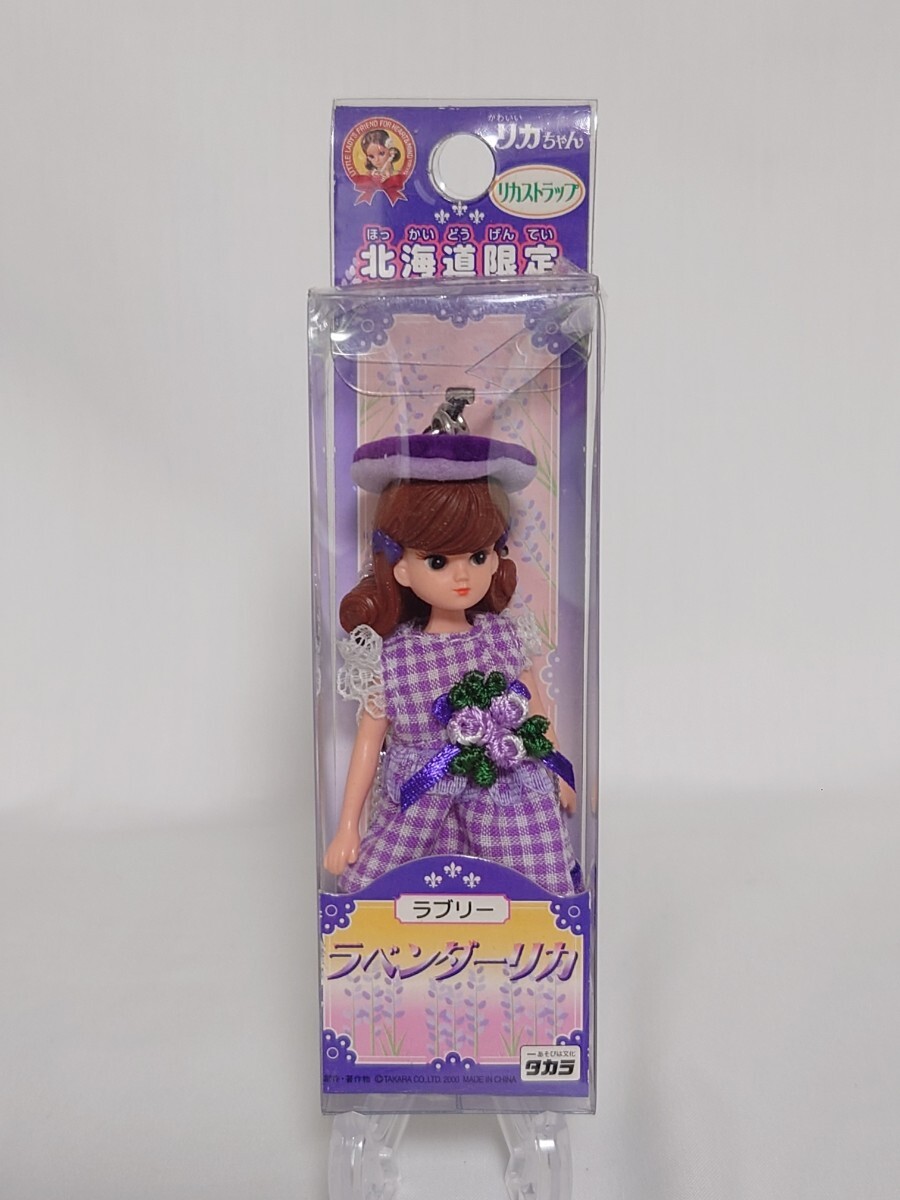 LITTLE LADY'S FRIEND FOR
かわいい
リカちゃん
リカストラップ
ほっ かい どう げん てい
北海道限定
ラブリー
ラベンダーリカ
あそびは文化
タカラ
©TAKARA CO.,LTD. 2000 MADE IN CHINA